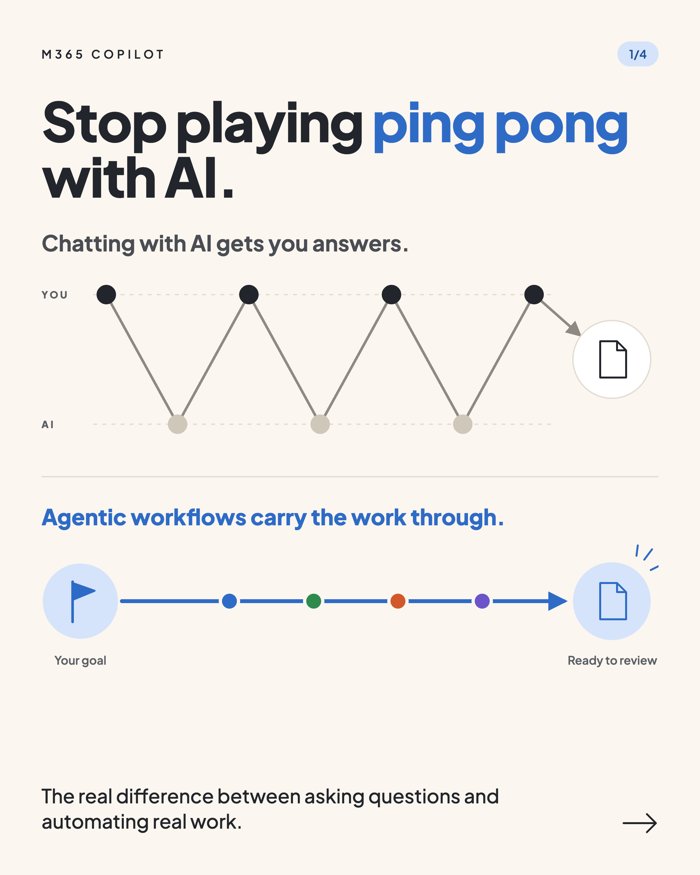 M365 COPILOT
1/4
Stop playing ping pong
with AI.
Chatting with AI gets you answers.
YOU
AI
Agentic workflows carry the work through.
Your goal
Ready to review
The real difference between asking questions and
automating real work.